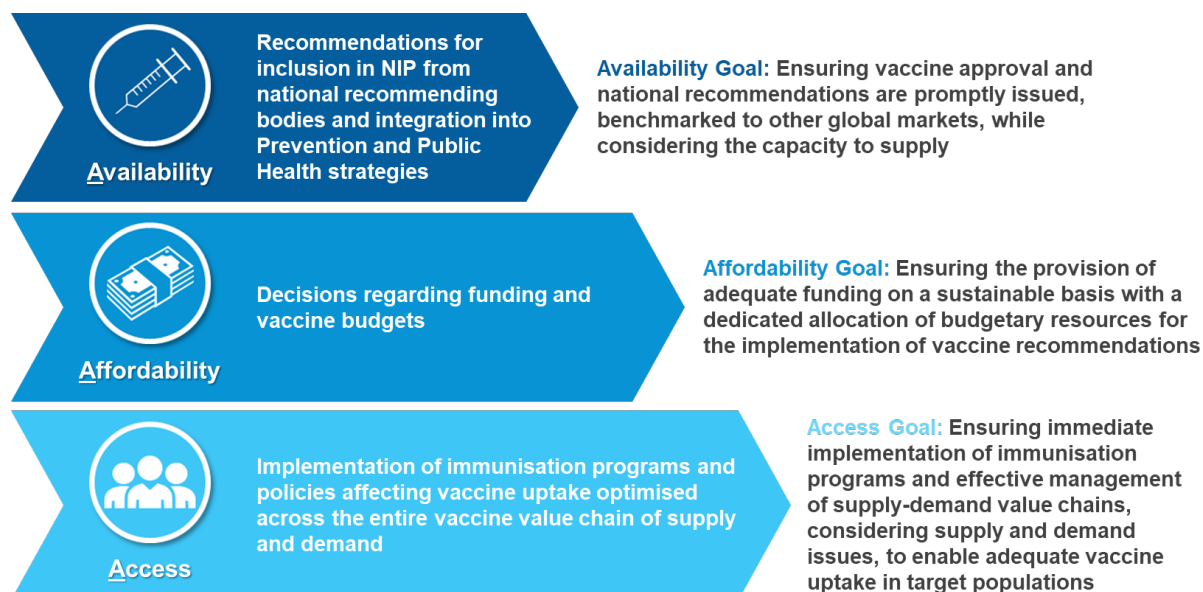 Availability
Recommendations for
inclusion in NIP from
national recommending
bodies and integration into
Prevention and Public
Health strategies
Availability Goal: Ensuring vaccine approval and
national recommendations are promptly issued,
benchmarked to other global markets, while
considering the capacity to supply
Affordability
Decisions regarding funding and
vaccine budgets
Affordability Goal: Ensuring the provision of
adequate funding on a sustainable basis with a
dedicated allocation of budgetary resources for
the implementation of vaccine recommendations
Access
Implementation of immunisation programs and
policies affecting vaccine uptake optimised
across the entire vaccine value chain of supply
and demand
Access Goal: Ensuring immediate
implementation of immunisation
programs and effective management
of supply-demand value chains,
considering supply and demand
issues, to enable adequate vaccine
uptake in target populations